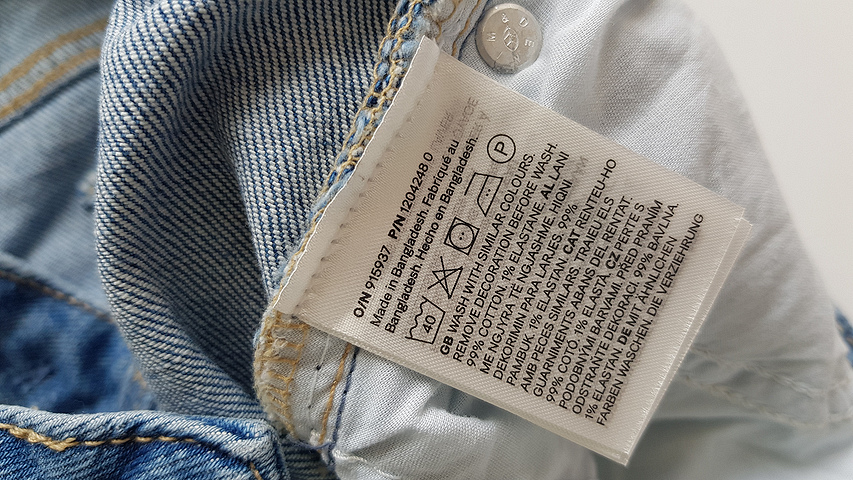 O/N 915937 P/N 1204248 0
Made in Bangladesh. Fabriqué au
Bangladesh. Hecho en Bangladesh.
40
P
GB WASH WITH SIMILAR COLOURS
REMOVE DECORATION BEFORE WASH.
99% COTTON, 1% ELASTANE. AL LANI
ME NGJYRA TË NGJASHME. HIQNI
DEKORIMIN PARA LARJES. 99%
PAMBUK, 1% ELASTAN. CAT RENTEU-HO
AMB PECES SIMILARS. TRAIEU ELS
GUARNIMENTS ABANS DEL RENTAT.
99% COTÓ, 1% ELASTÀ. CZ PERTE S
PODOBNÝMI BARVAMI. PŘED PRANÍM
ODSTRAŇTE DEKORACI. 99% BAVLNA,
1% ELASTAN. DE MIT ÄHNLICHEN
FARBEN WASCHEN. DIE VERZIEHRUNG
MADE